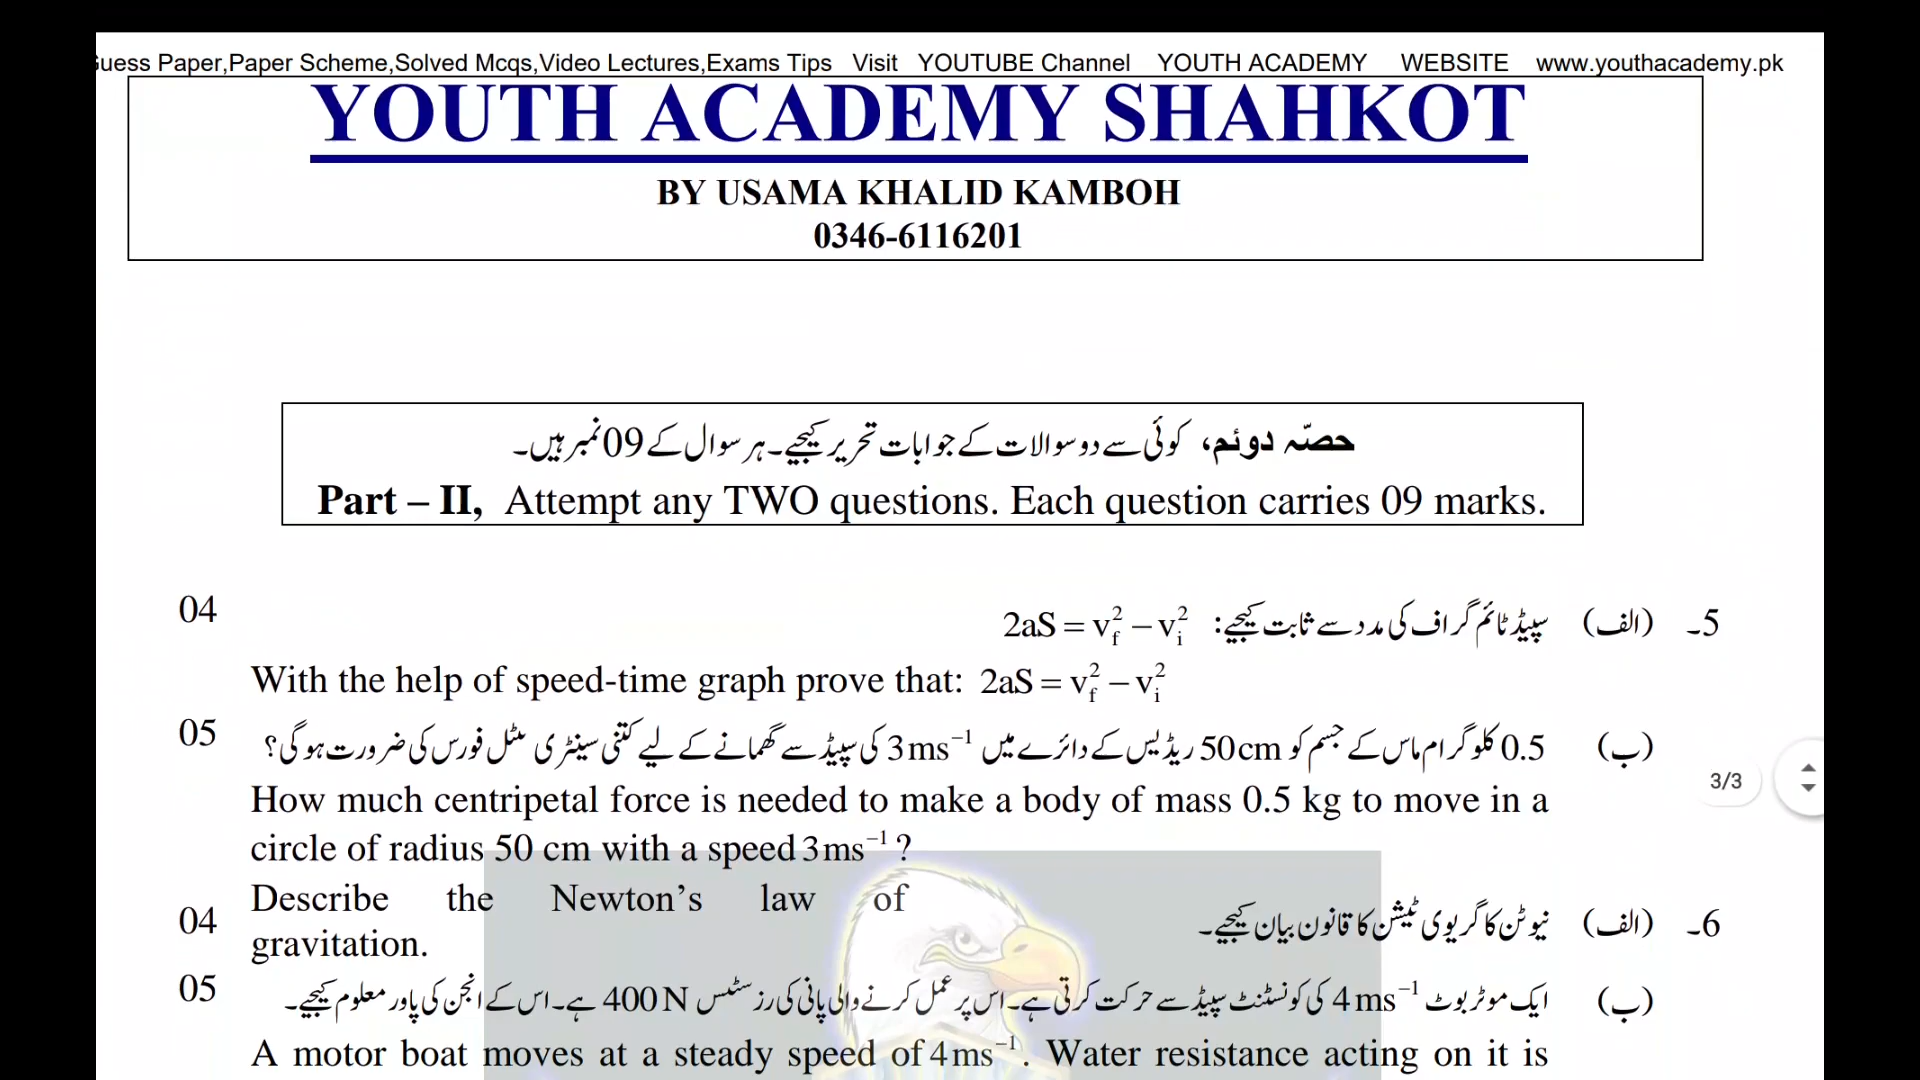 uess Paper,Paper Scheme,Solved Mcqs,Video Lectures,Exams Tips Visit YOUTUBE Channel YOUTH ACADEMY WEBSITE www.youthacademy.pk
YOUTH ACADEMY SHAHKOT
BY USAMA KHALID KAMBOH
0346-6116201
حصّہ دوئم، کوئی سے دو سوالات کے جوابات تحریر کیجیے۔ ہر سوال کے 09 نمبر ہیں۔
Part – II, Attempt any TWO questions. Each question carries 09 marks.
5۔ (الف) سپیڈ ٹائم گراف کی مدد سے ثابت کیجیے: 2aS = v_f^2 − v_i^2 04
With the help of speed-time graph prove that: 2aS = v_f^2 − v_i^2
(ب) 0.5 کلوگرام ماس کے جسم کو 50cm ریڈیس کے دائرے میں 3ms⁻¹ کی سپیڈ سے گھمانے کے لیے کتنی سینٹری پٹل فورس کی ضرورت ہوگی؟ 05
How much centripetal force is needed to make a body of mass 0.5 kg to move in a
circle of radius 50 cm with a speed 3ms⁻¹ ?
3/3
6۔ (الف) نیوٹن کا گریوی ٹیشن کا قانون بیان کیجیے۔ 04
Describe the Newton’s law of
gravitation.
(ب) ایک موٹر بوٹ 4ms⁻¹ کی کونسٹنٹ سپیڈ سے حرکت کرتی ہے۔ اس پر عمل کرنے والی پانی کی رزسٹنس 400N ہے۔ اس کے انجن کی پاور معلوم کیجیے۔ 05
A motor boat moves at a steady speed of 4ms⁻¹. Water resistance acting on it is